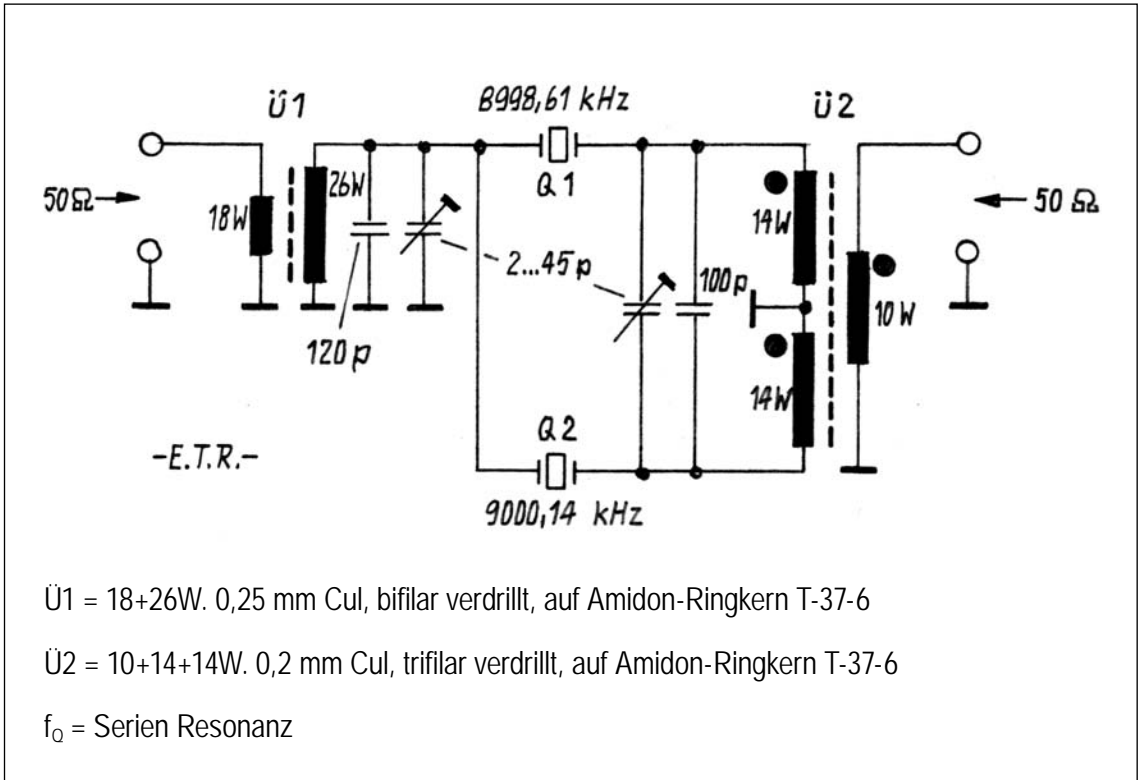 Ü1
8998,61 kHz
Ü2
Q1
50Ω
18W
26W
14W
50 Ω
2...45p
100p
10W
120p
14W
Q2
-E.T.R.-
9000,14 kHz
Ü1 = 18+26W. 0,25 mm Cul, bifilar verdrillt, auf Amidon-Ringkern T-37-6
Ü2 = 10+14+14W. 0,2 mm Cul, trifilar verdrillt, auf Amidon-Ringkern T-37-6
fQ = Serien Resonanz